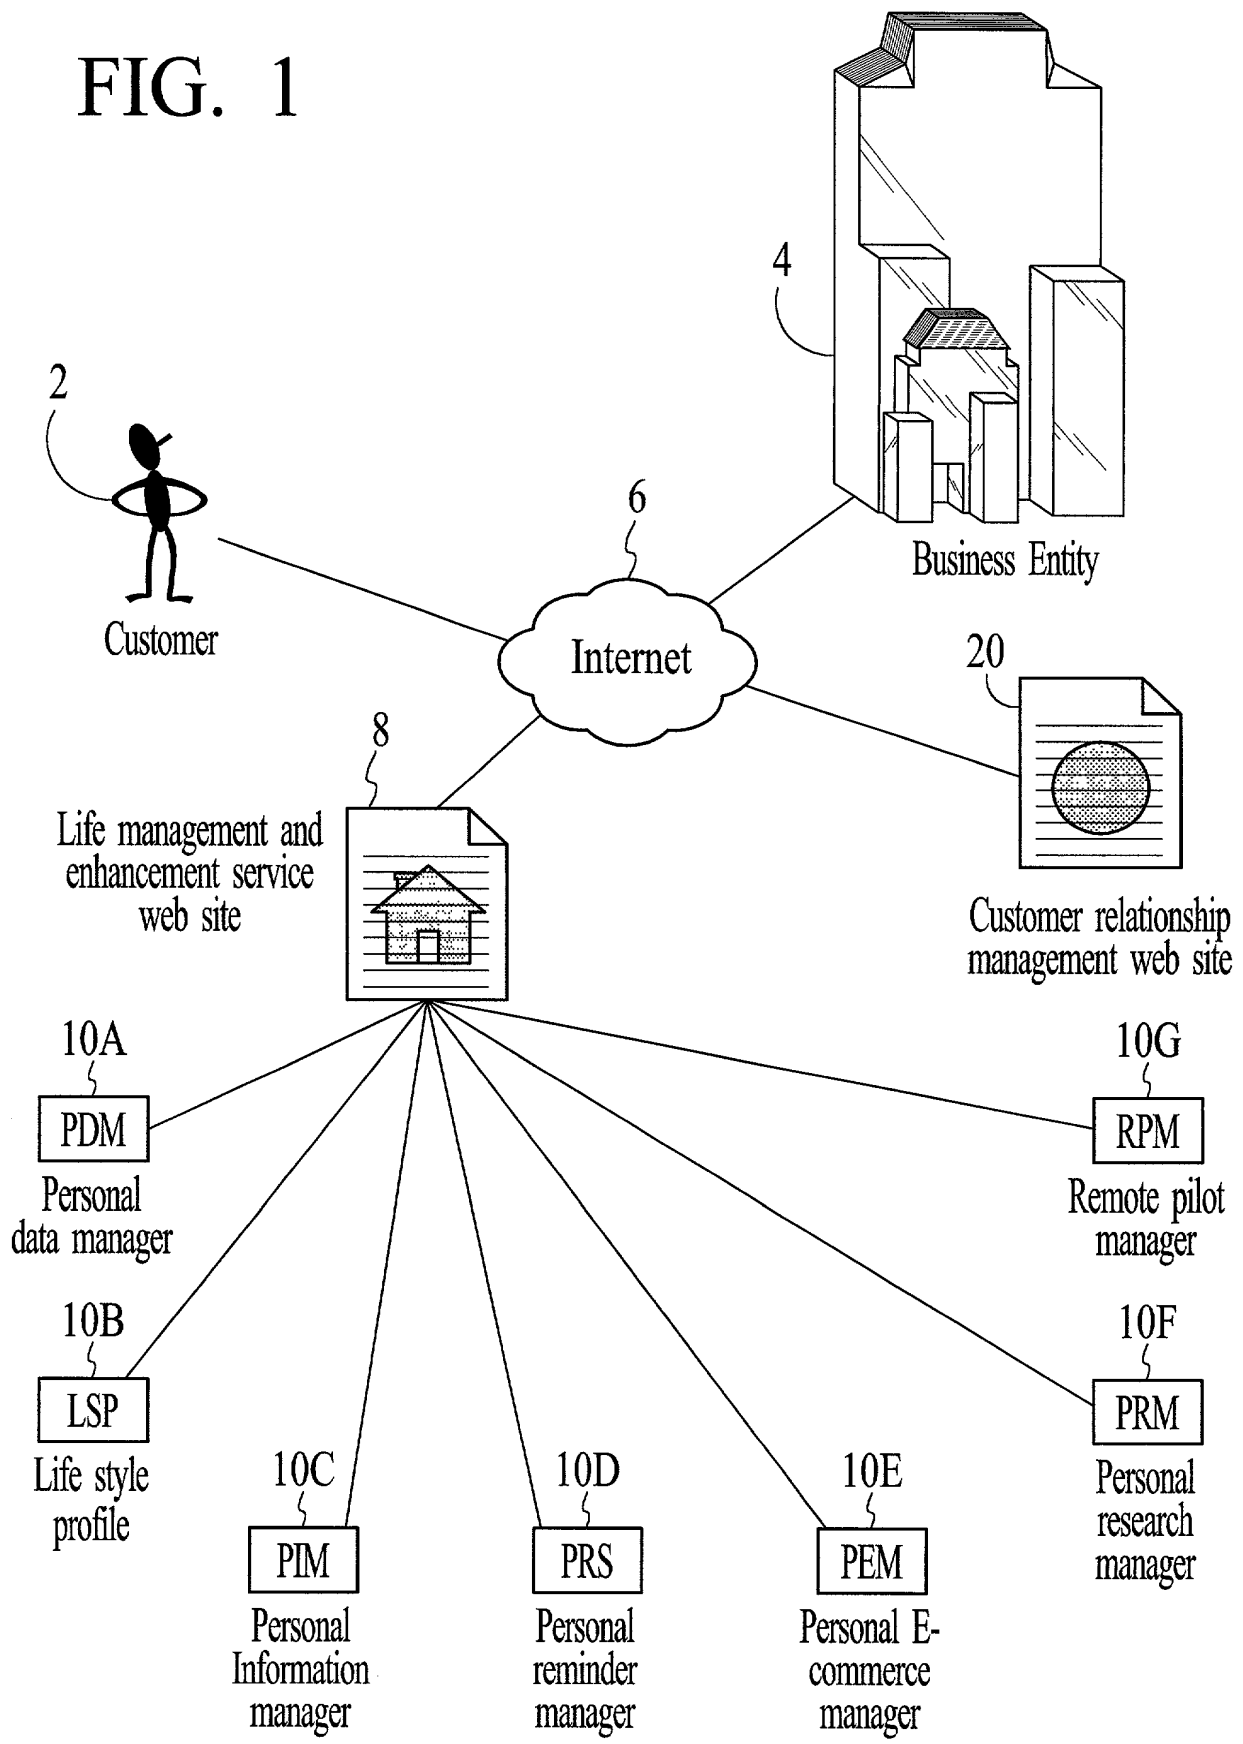 FIG. 1
4
2
6
Business Entity
Customer
Internet
20
8
Life management and
enhancement service
web site
Customer relationship
management web site
10A
PDM
Personal
data manager
10G
RPM
Remote pilot
manager
10B
LSP
Life style
profile
10F
PRM
Personal
research
manager
10C
PIM
Personal
Information
manager
10D
PRS
Personal
reminder
manager
10E
PEM
Personal E-
commerce
manager